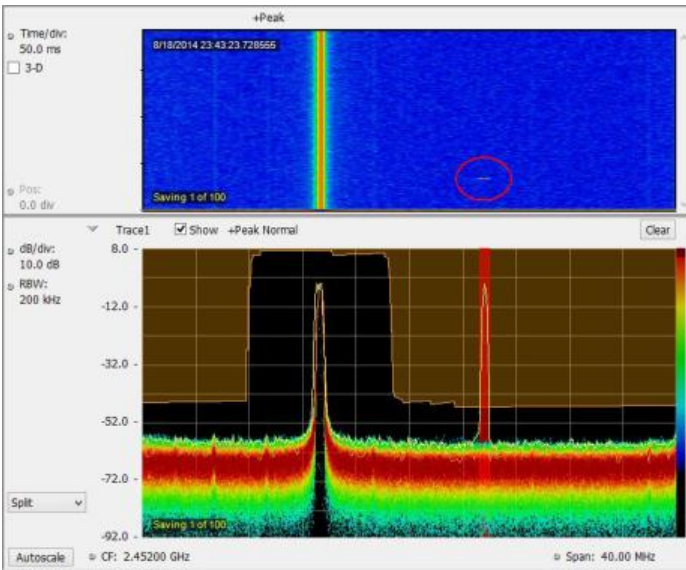 +Peak
Time/div:
50.0 ms
3-D
8/18/2014 23:43:23.728555
Pos:
0.0 div
Saving 1 of 100
Trace1 Show +Peak Normal Clear
dB/div:
10.0 dB
RBW:
200 kHz
8.0
-12.0
-32.0
-52.0
-72.0
-92.0
Split
Saving 1 of 100
Autoscale CF: 2.45200 GHz Span: 40.00 MHz